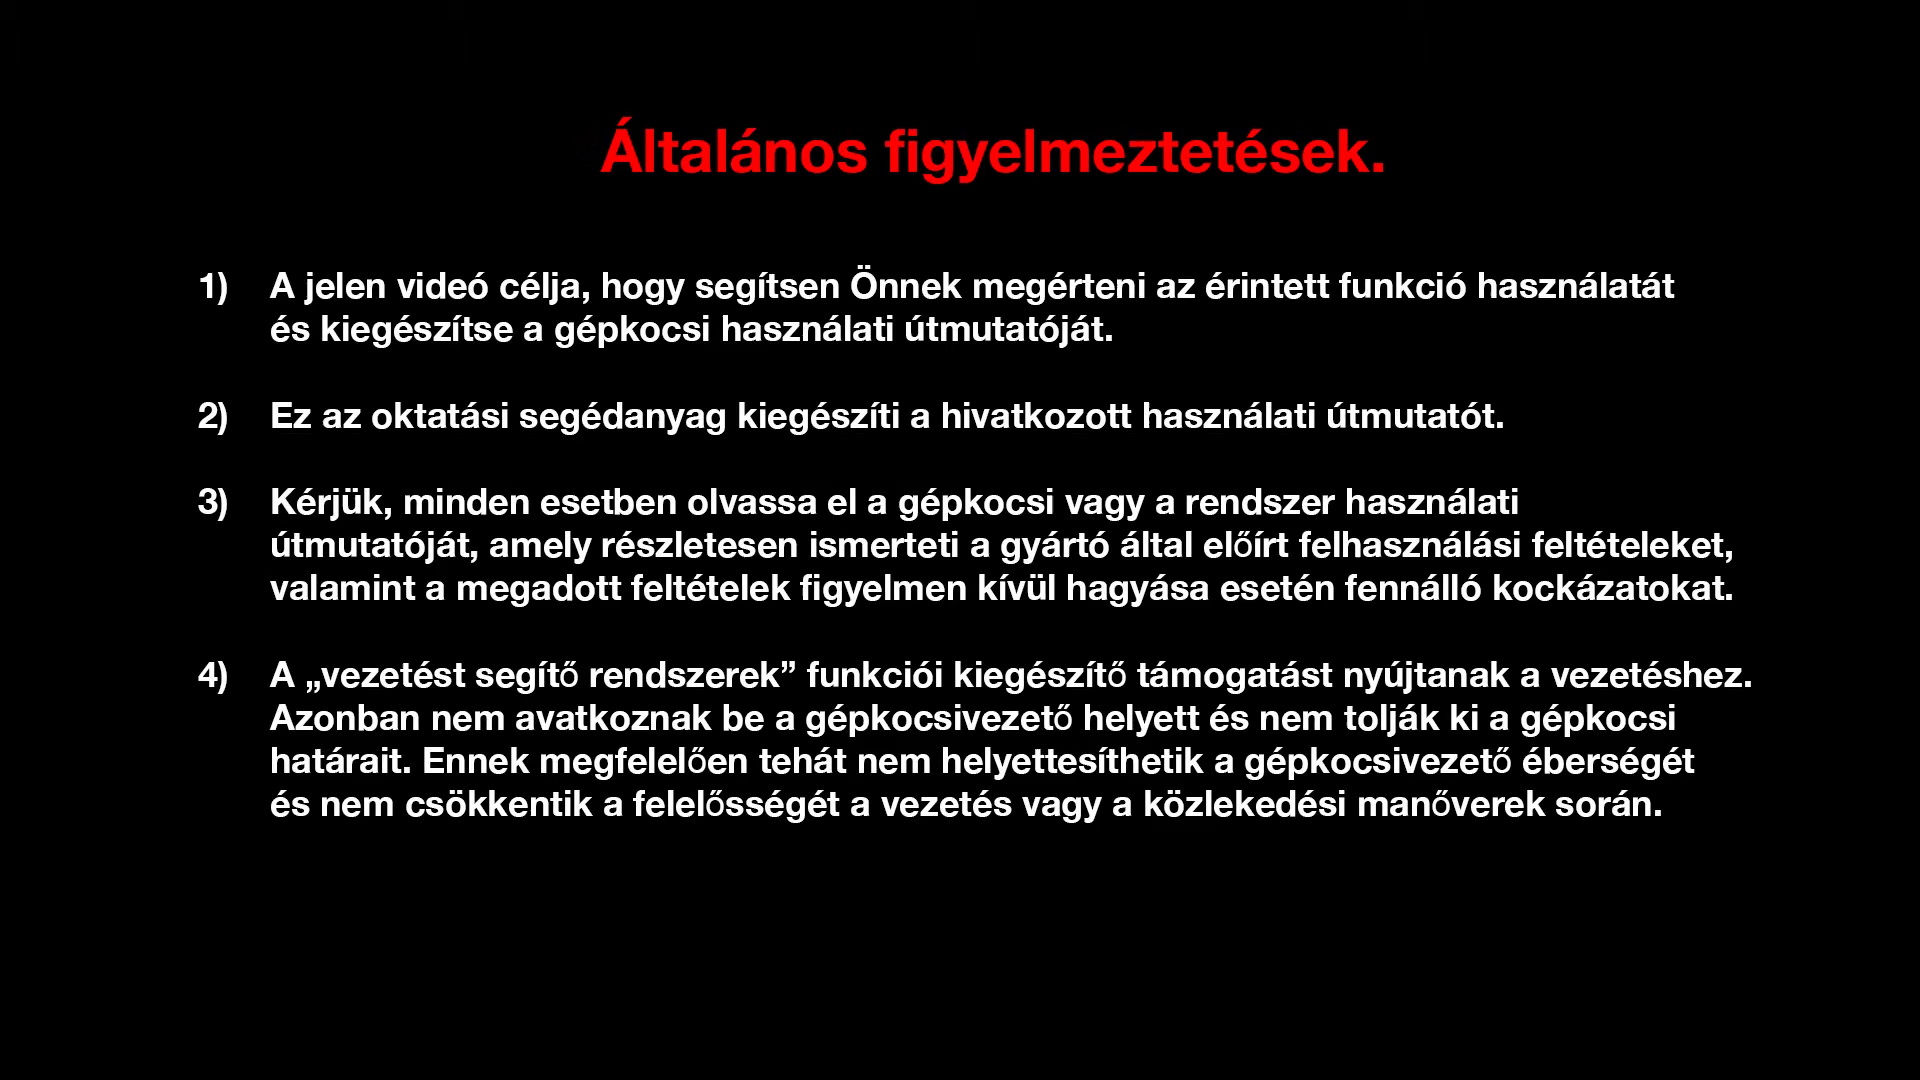 Általános figyelmeztetések.
1) A jelen videó célja, hogy segítsen Önnek megérteni az érintett funkció használatát
és kiegészítse a gépkocsi használati útmutatóját.
2) Ez az oktatási segédanyag kiegészíti a hivatkozott használati útmutatót.
3) Kérjük, minden esetben olvassa el a gépkocsi vagy a rendszer használati
útmutatóját, amely részletesen ismerteti a gyártó által előírt felhasználási feltételeket,
valamint a megadott feltételek figyelmen kívül hagyása esetén fennálló kockázatokat.
4) A „vezetést segítő rendszerek” funkciói kiegészítő támogatást nyújtanak a vezetéshez.
Azonban nem avatkoznak be a gépkocsivezető helyett és nem tolják ki a gépkocsi
határait. Ennek megfelelően tehát nem helyettesíthetik a gépkocsivezető éberségét
és nem csökkentik a felelősségét a vezetés vagy a közlekedési manőverek során.